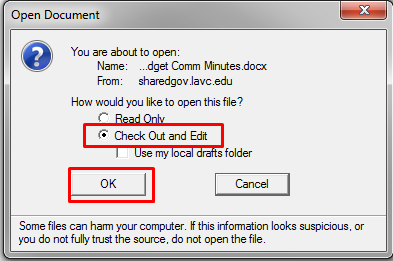 Open Document
You are about to open:
Name: ...dget Comm Minutes.docx
From: sharedgov.lavc.edu
How would you like to open this file?
Read Only
Check Out and Edit
Use my local drafts folder
OK
Cancel
Some files can harm your computer. If this information looks suspicious, or
you do not fully trust the source, do not open the file.